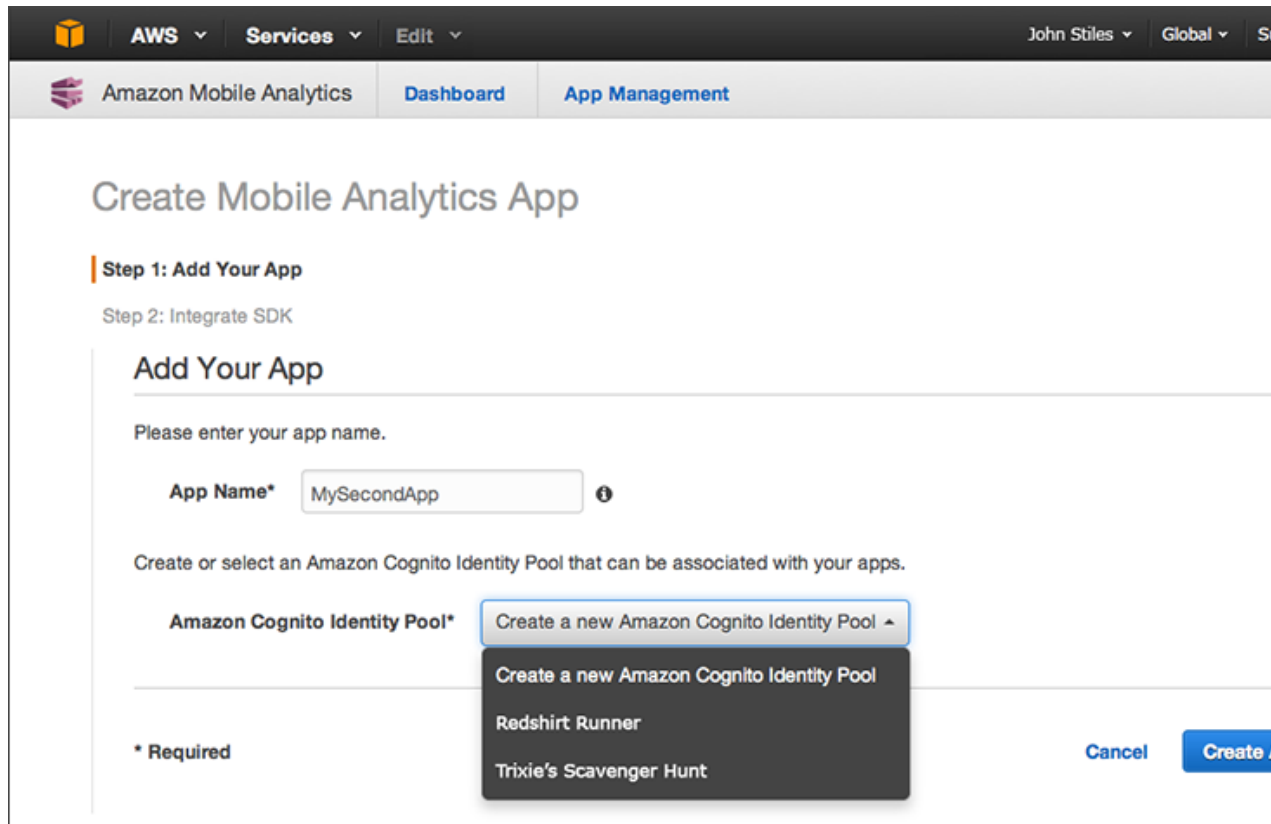 AWS Services Edit John Stiles Global
Amazon Mobile Analytics Dashboard App Management
Create Mobile Analytics App
Step 1: Add Your App
Step 2: Integrate SDK
Add Your App
Please enter your app name.
App Name* MySecondApp
Create or select an Amazon Cognito Identity Pool that can be associated with your apps.
Amazon Cognito Identity Pool* Create a new Amazon Cognito Identity Pool
Create a new Amazon Cognito Identity Pool
Redshirt Runner
Trixie's Scavenger Hunt
* Required Cancel Create